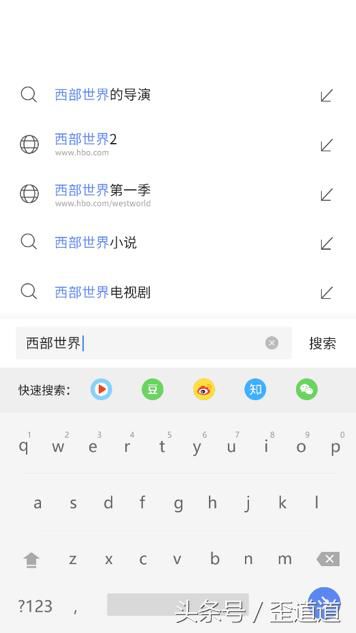 西部世界的导演
西部世界2
www.hbo.com
西部世界第一季
www.hbo.com/westworld
西部世界小说
西部世界电视剧
西部世界
搜索
快速搜索：
豆
知
1 2 3 4 5 6 7 8 9 0
q w e r t y u i o p
a s d f g h j k l
z x c v b n m
?123 ,
头条号 / 歪道道